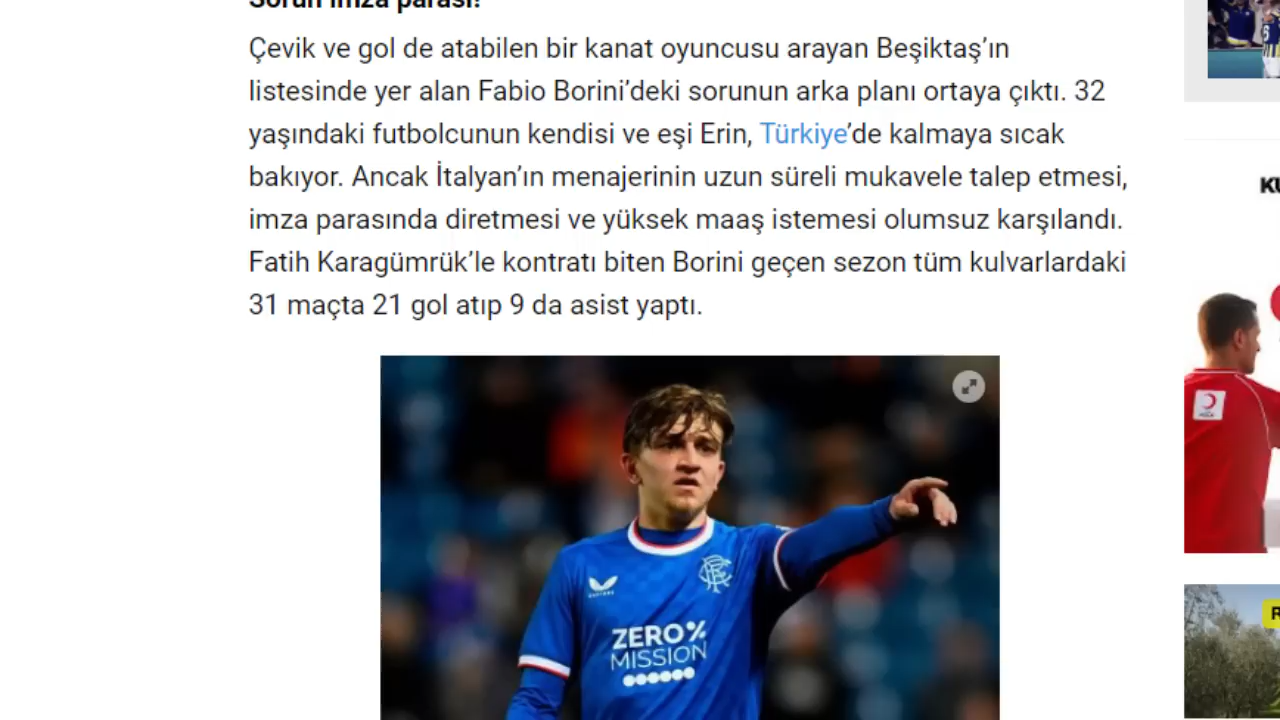 Sorun imza parası!
Çevik ve gol de atabilen bir kanat oyuncusu arayan Beşiktaş’ın
listesinde yer alan Fabio Borini’deki sorunun arka planı ortaya çıktı. 32
yaşındaki futbolcunun kendisi ve eşi Erin, Türkiye’de kalmaya sıcak
bakıyor. Ancak İtalyan’ın menajerinin uzun süreli mukavele talep etmesi,
imza parasında diretmesi ve yüksek maaş istemesi olumsuz karşılandı.
Fatih Karagümrük’le kontratı biten Borini geçen sezon tüm kulvarlardaki
31 maçta 21 gol atıp 9 da asist yaptı.
ZERO%
MISSION